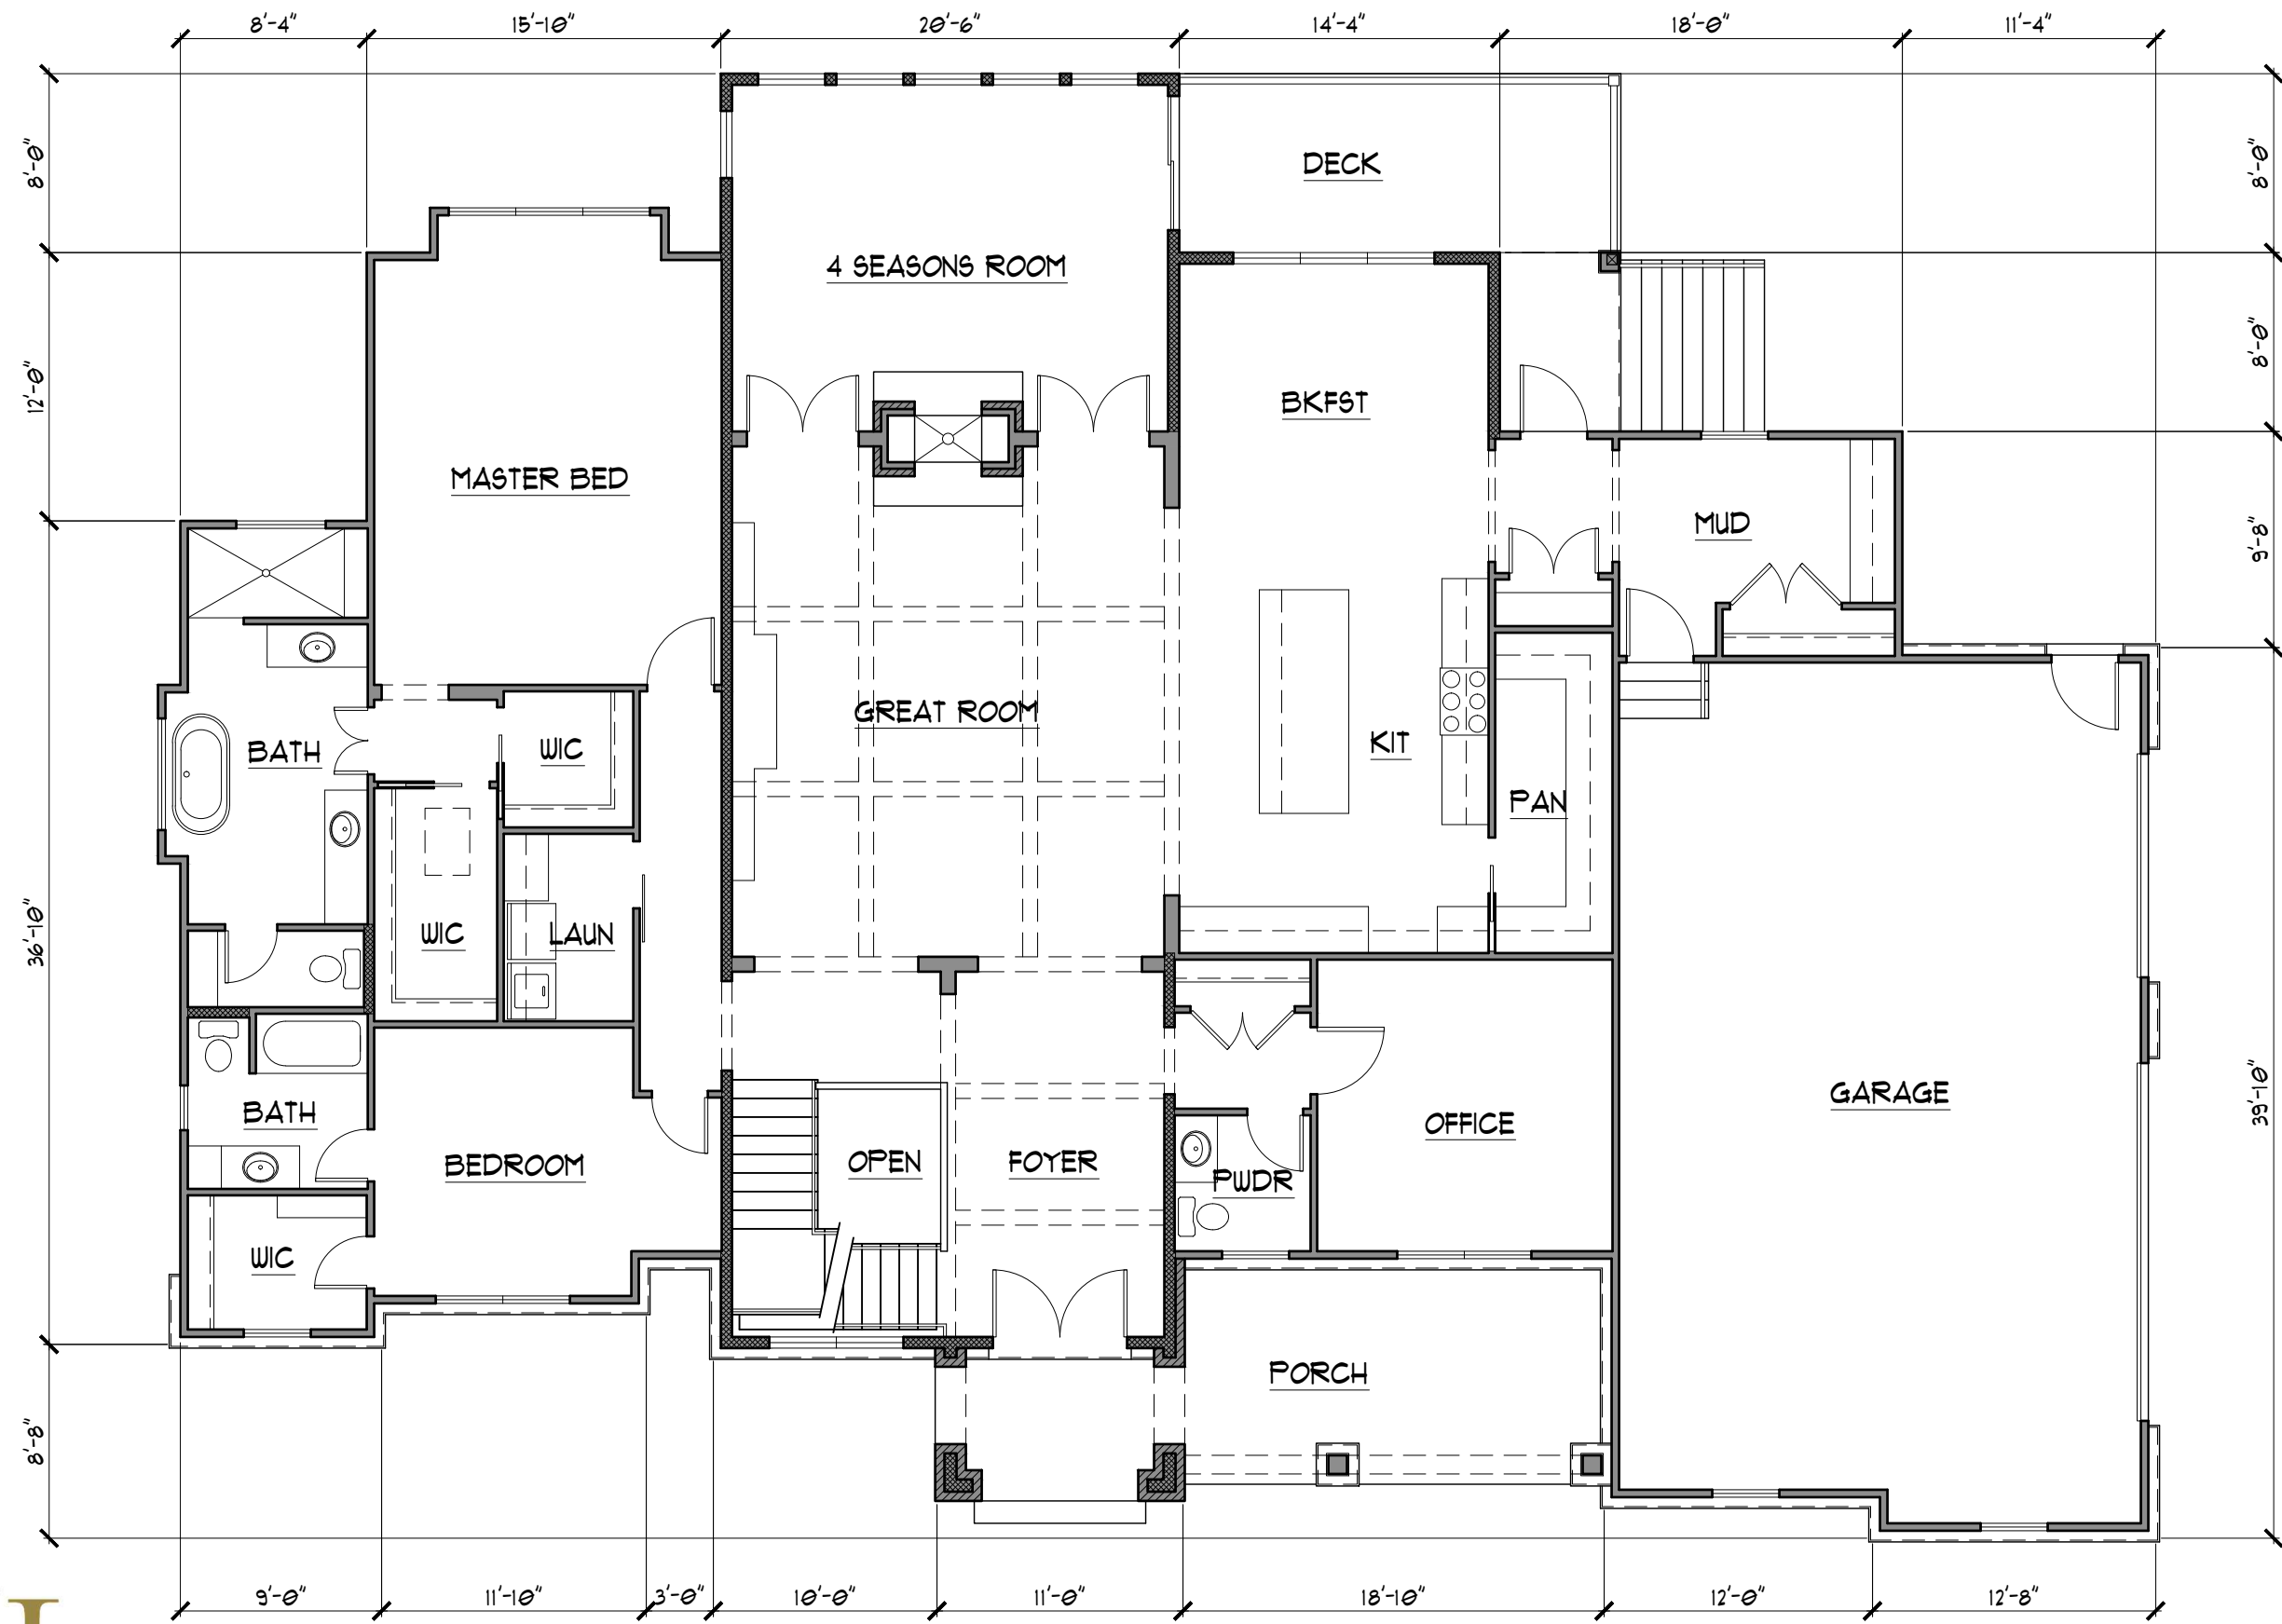 8'-4" 15'-10" 20'-6" 14'-4" 18'-0" 11'-4"
8'-0"
8'-0"
DECK
4 SEASONS ROOM
12'-0"
8'-0"
BKFST
MASTER BED
MUD
9'-8"
GREAT ROOM
KIT
BATH
WIC
PAN
36'-10"
WIC
LAUN
39'-10"
GARAGE
BATH
OFFICE
BEDROOM
OPEN
FOYER
PWDR
WIC
PORCH
8'-8"
9'-0" 11'-10" 3'-0" 10'-0" 11'-0" 18'-10" 12'-0" 12'-8"